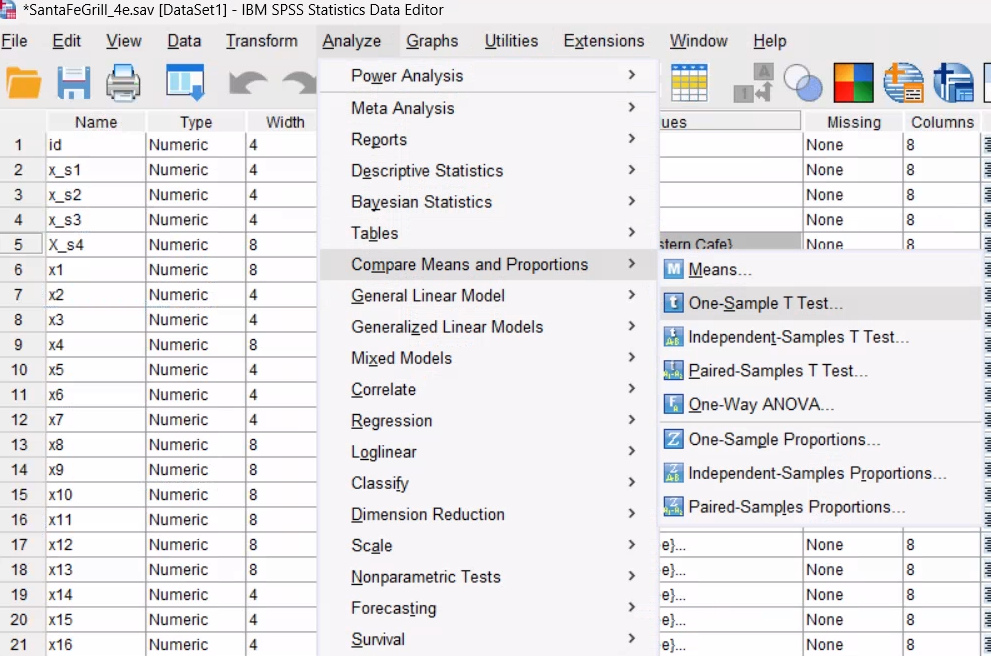 *SantaFeGrill_4e.sav [DataSet1] - IBM SPSS Statistics Data Editor
File Edit View Data Transform Analyze Graphs Utilities Extensions Window Help
Power Analysis
Meta Analysis
Reports
Descriptive Statistics
Bayesian Statistics
Tables
Compare Means and Proportions
General Linear Model
Generalized Linear Models
Mixed Models
Correlate
Regression
Loglinear
Classify
Dimension Reduction
Scale
Nonparametric Tests
Forecasting
Survival
Means...
One-Sample T Test...
Independent-Samples T Test...
Paired-Samples T Test...
One-Way ANOVA...
One-Sample Proportions...
Independent-Samples Proportions...
Paired-Samples Proportions...
Name Type Width ues Missing Columns
1 id Numeric 4 None 8
2 x_s1 Numeric 4 None 8
3 x_s2 Numeric 4 None 8
4 x_s3 Numeric 4 None 8
5 X_s4 Numeric 8 stern Cafe} None 8
6 x1 Numeric 8
7 x2 Numeric 4
8 x3 Numeric 4
9 x4 Numeric 8
10 x5 Numeric 4
11 x6 Numeric 4
12 x7 Numeric 4
13 x8 Numeric 8
14 x9 Numeric 8
15 x10 Numeric 8
16 x11 Numeric 8
17 x12 Numeric 8 e}... None 8
18 x13 Numeric 8 e}... None 8
19 x14 Numeric 4 e}... None 8
20 x15 Numeric 4 e}... None 8
21 x16 Numeric 4 e}... None 8